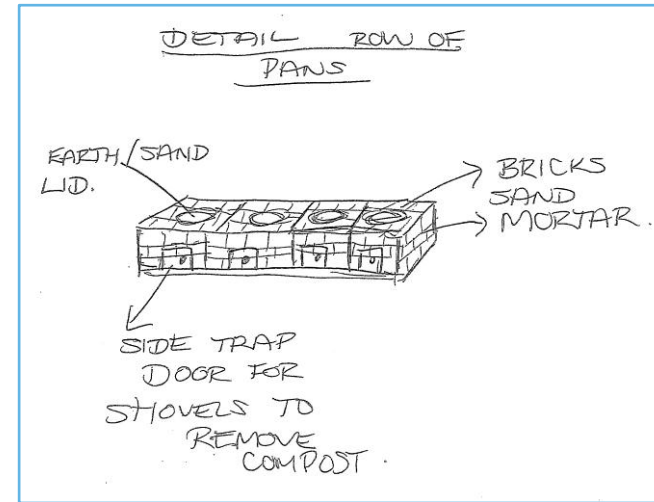 DETAIL ROW OF
PANS
EARTH/SAND
LID.
BRICKS
SAND
MORTAR.
SIDE TRAP
DOOR FOR
SHOVELS TO
REMOVE
COMPOST.